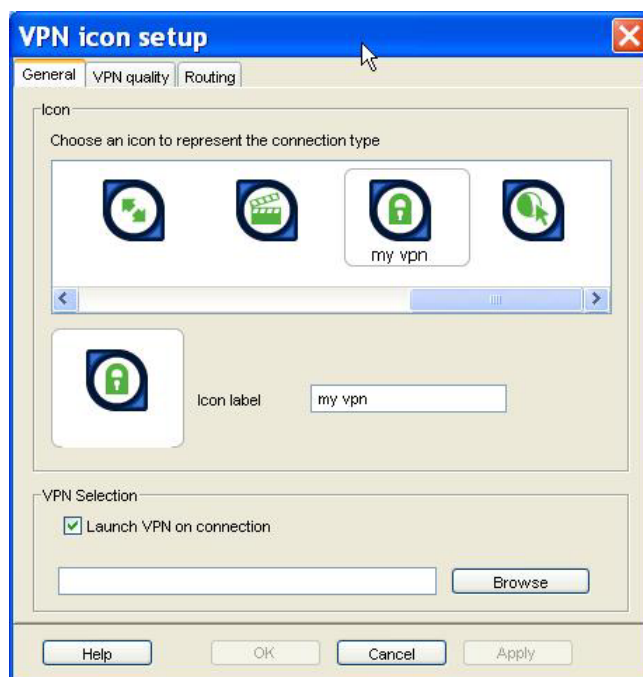 VPN icon setup
General VPN quality Routing
Icon
Choose an icon to represent the connection type
my vpn
Icon label my vpn
VPN Selection
Launch VPN on connection
Browse
Help OK Cancel Apply